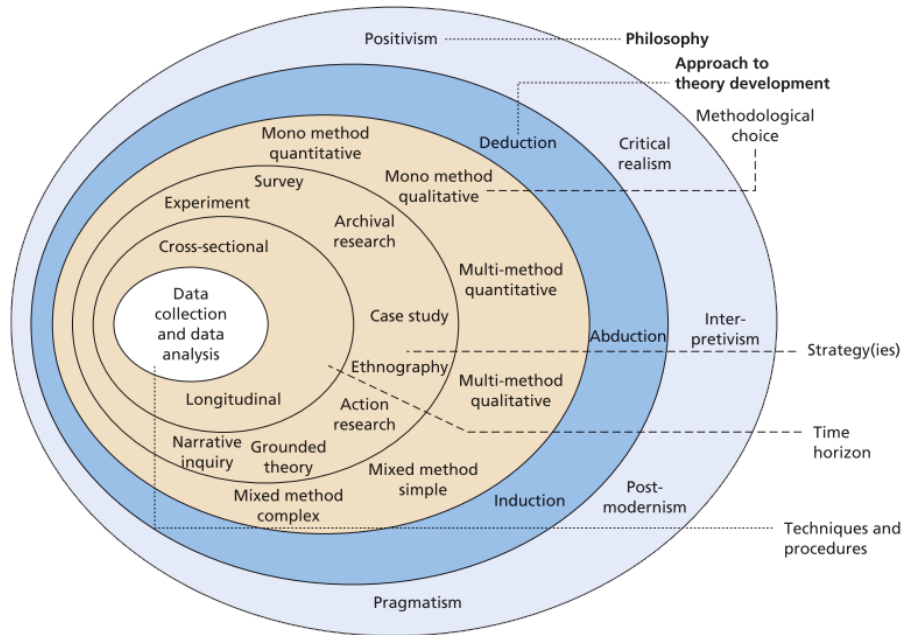 Positivism
Philosophy
Approach to
theory development
Methodological
choice
Deduction
Critical
realism
Mono method
quantitative
Mono method
qualitative
Survey
Experiment
Archival
research
Cross-sectional
Multi-method
quantitative
Data
collection
and data
analysis
Case study
Abduction
Inter-
pretivism
Strategy(ies)
Ethnography
Multi-method
qualitative
Longitudinal
Action
research
Time
horizon
Narrative
inquiry
Grounded
theory
Mixed method
simple
Mixed method
complex
Induction
Post-
modernism
Techniques and
procedures
Pragmatism